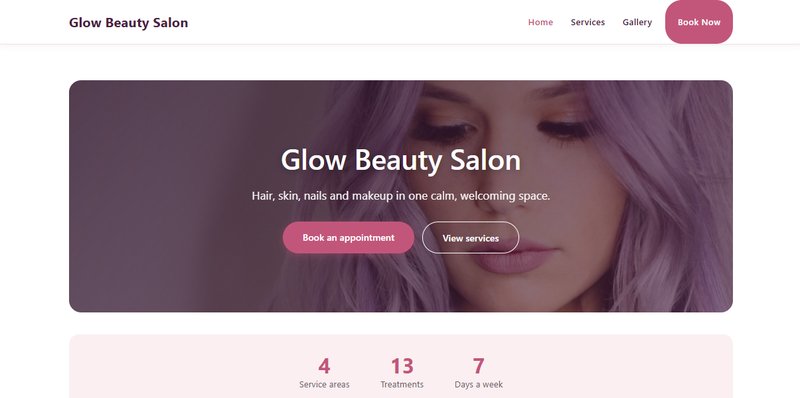 Glow Beauty Salon
Home Services Gallery Book Now
Glow Beauty Salon
Hair, skin, nails and makeup in one calm, welcoming space.
Book an appointment View services
4 13 7
Service areas Treatments Days a week